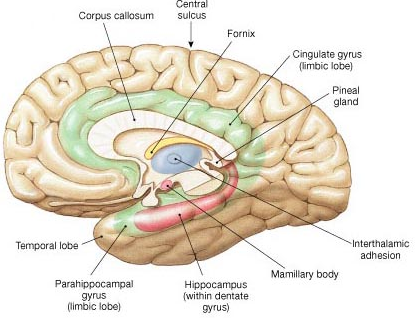 Central
sulcus
Corpus callosum
Fornix
Cingulate gyrus
(limbic lobe)
Pineal
gland
Temporal lobe
Interthalamic
adhesion
Mamillary body
Parahippocampal
gyrus
(limbic lobe)
Hippocampus
(within dentate
gyrus)